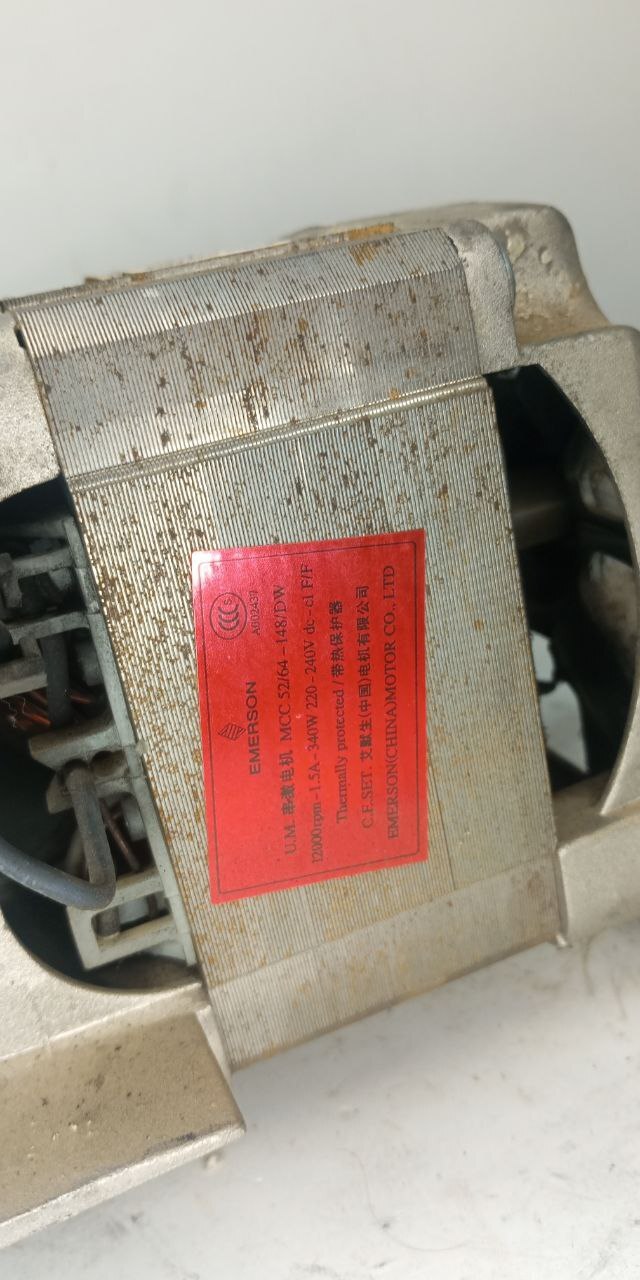 EMERSON
CCC S
A002439
U.M. 串激电机 MCC 52/64 - 148/DW
12000rpm - 1.5A - 340W 220 - 240V dc - cl F/F
Thermally protected / 带热保护器
C.E.SET. 艾默生(中国)电机有限公司
EMERSON(CHINA)MOTOR CO., LTD